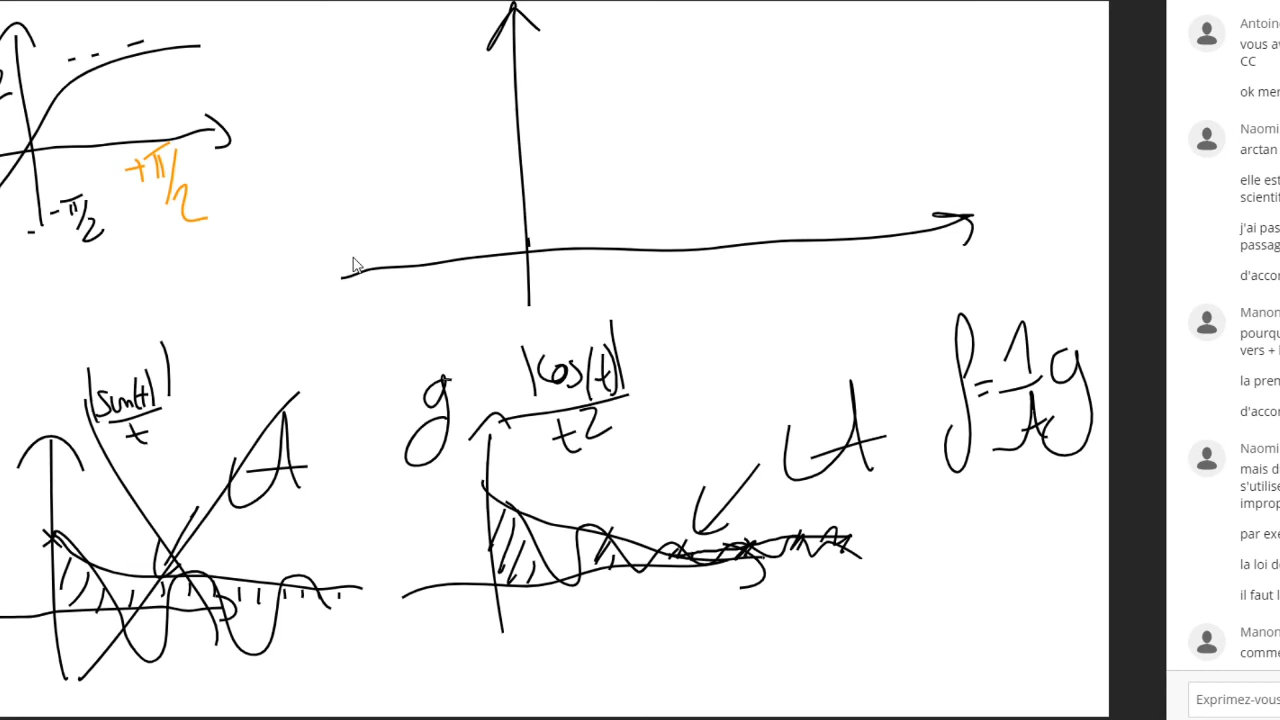 +π/2
-π/2
|sin(t)|
t
A
g
|cos(t)|
t²
A
f = 1/t g
Antoin
vous av
CC
ok mer
Naomi
arctan
elle est
scientif
j'ai pas
passag
d'accor
Manon
pourqu
vers + l
la pren
d'accor
Naomi
mais d
s'utilise
improp
par exe
la loi de
il faut l
Manon
comme
Exprimez-vous